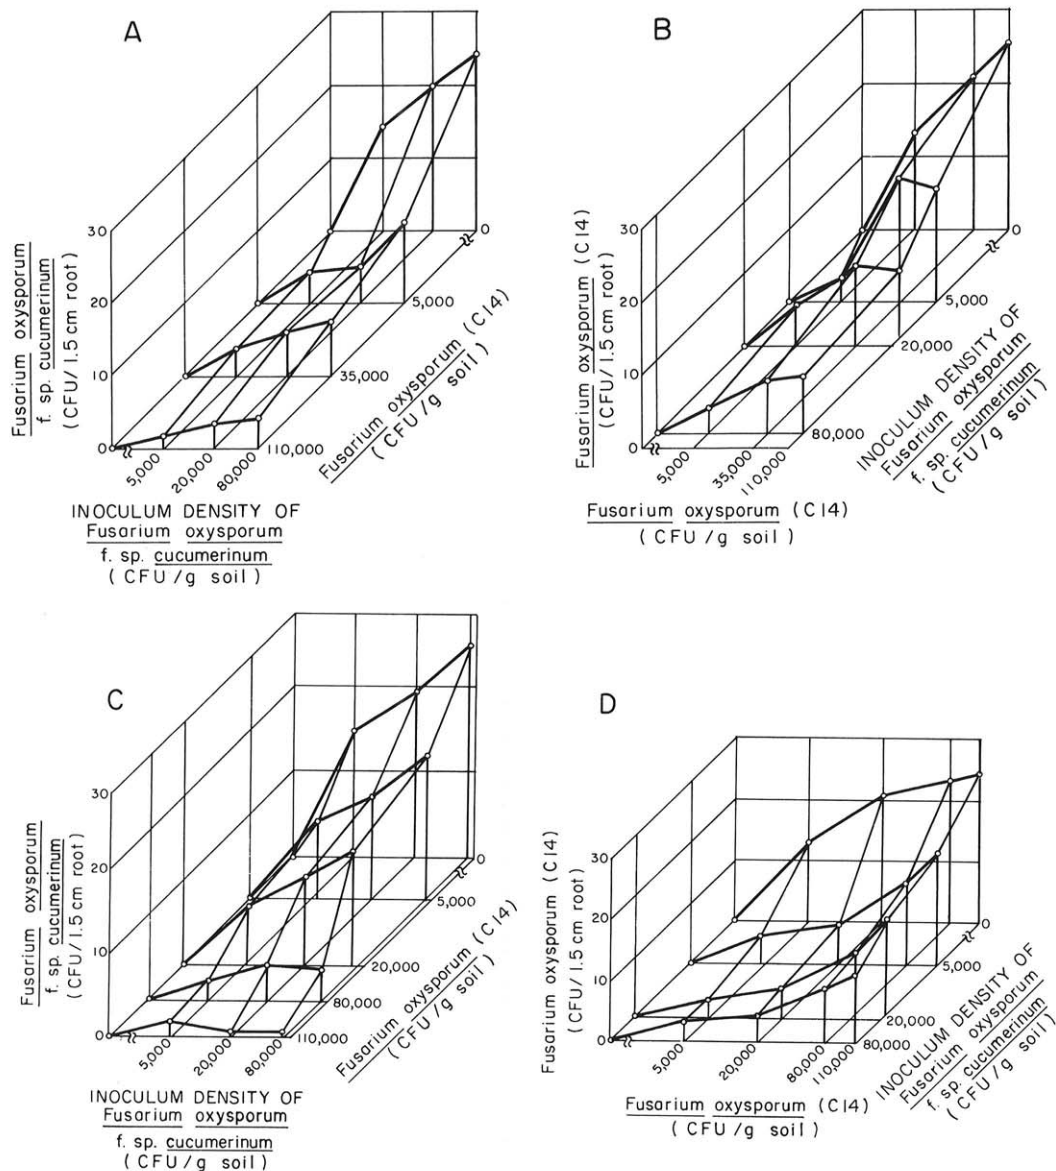 A
30
20
10
0
Fusarium oxysporum
f. sp. cucumerinum
(CFU/1.5cm root)
5,000
20,000
80,000
INOCULUM DENSITY OF
Fusarium oxysporum
f. sp. cucumerinum
(CFU/g soil)
0
5,000
35,000
110,000
Fusarium oxysporum (C14)
(CFU/g soil)
B
30
20
10
0
Fusarium oxysporum (C14)
(CFU/1.5cm root)
5,000
35,000
110,000
Fusarium oxysporum (C14)
(CFU/g soil)
0
5,000
20,000
80,000
INOCULUM DENSITY OF
Fusarium oxysporum
f. sp. cucumerinum
(CFU/g soil)
C
30
20
10
0
Fusarium oxysporum
f. sp. cucumerinum
(CFU/1.5cm root)
5,000
20,000
80,000
INOCULUM DENSITY OF
Fusarium oxysporum
f. sp. cucumerinum
(CFU/g soil)
0
5,000
20,000
80,000
110,000
Fusarium oxysporum (C14)
(CFU/g soil)
D
30
20
10
0
Fusarium oxysporum (C14)
(CFU/1.5cm root)
5,000
20,000
80,000
110,000
Fusarium oxysporum (C14)
(CFU/g soil)
0
5,000
20,000
80,000
INOCULUM DENSITY OF
Fusarium oxysporum
f. sp. cucumerinum
(CFU/g soil)